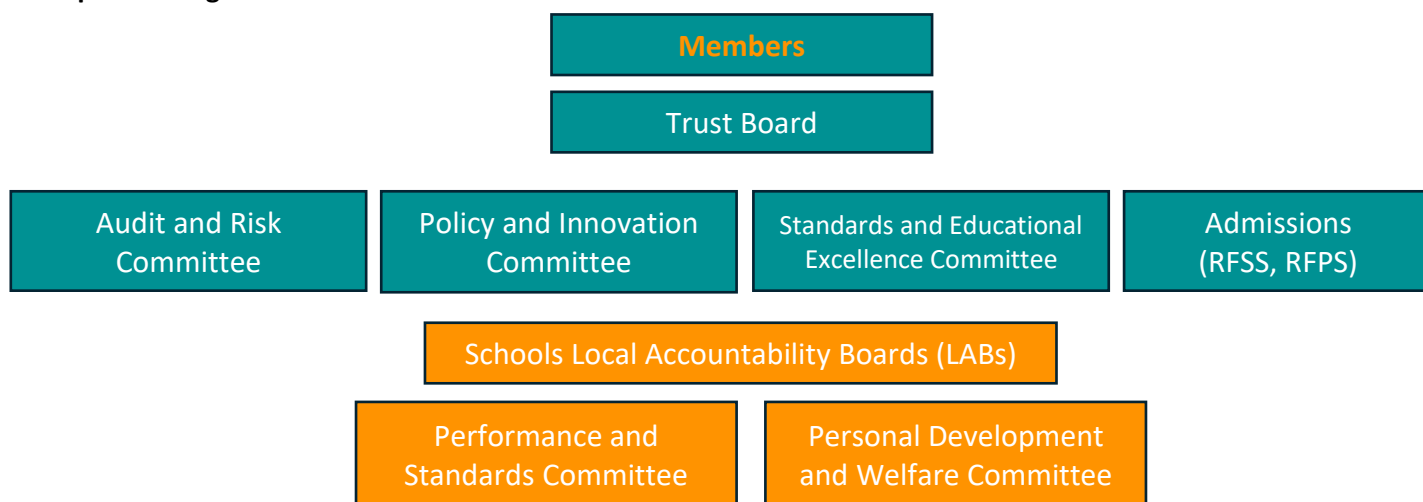 Members
Trust Board
Audit and Risk
Committee
Policy and Innovation
Committee
Standards and Educational
Excellence Committee
Admissions
(RFSS, RFPS)
Schools Local Accountability Boards (LABs)
Performance and
Standards Committee
Personal Development
and Welfare Committee